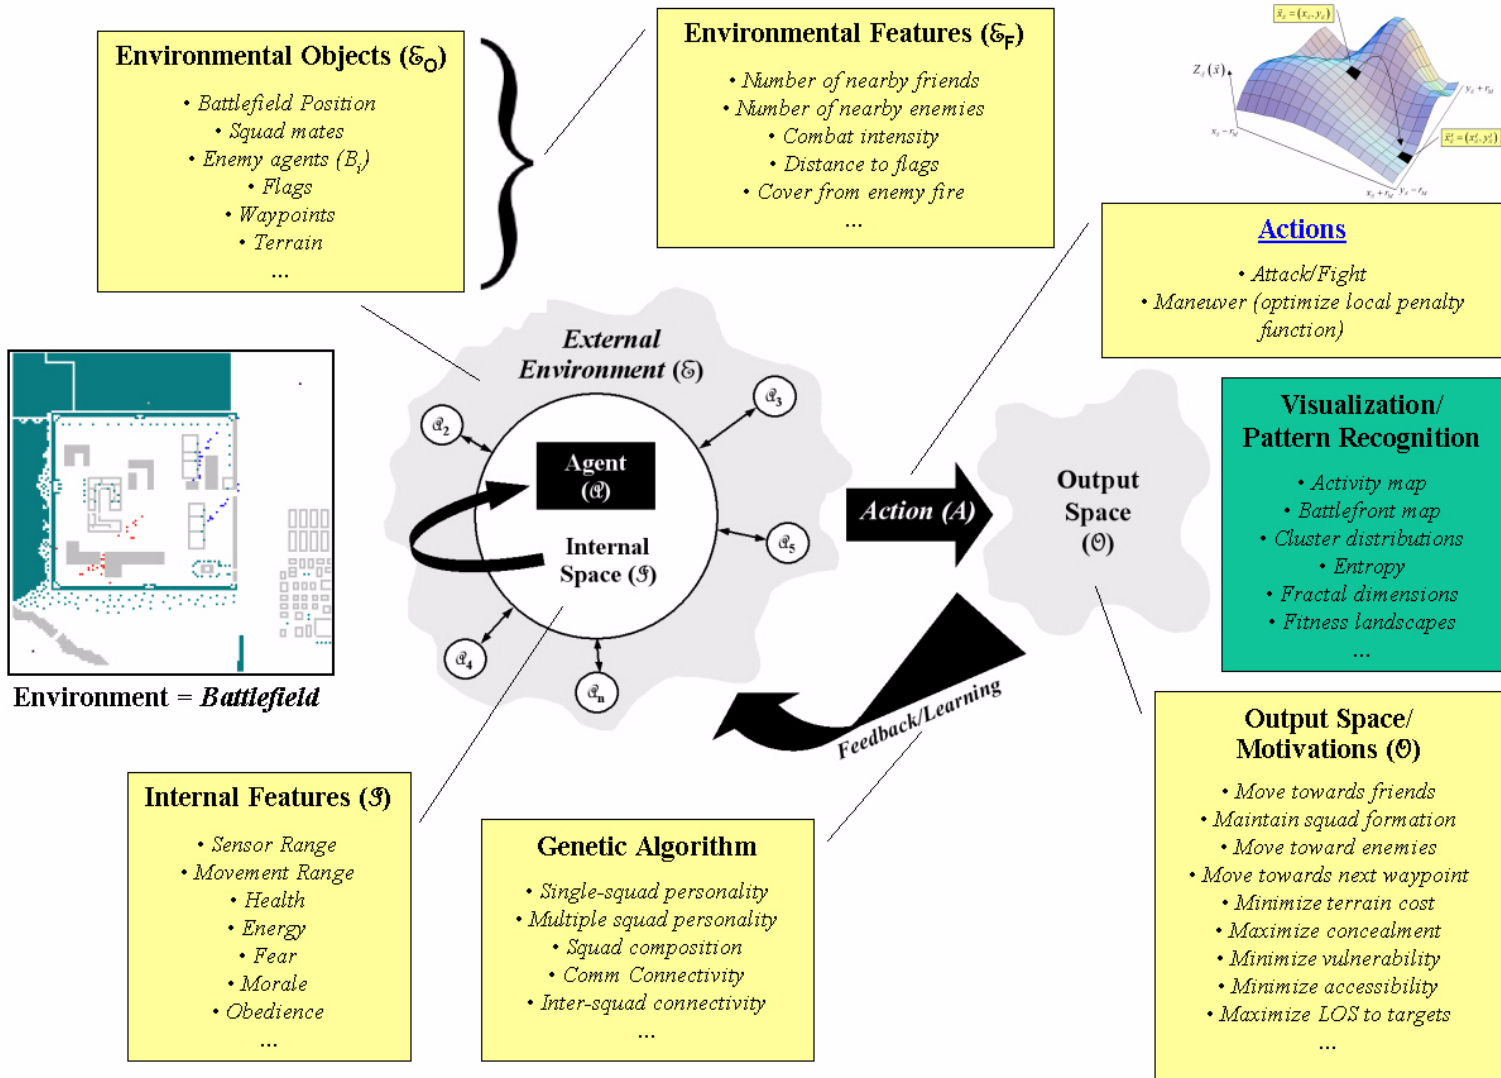 Environmental Objects (ℰO)
• Battlefield Position
• Squad mates
• Enemy agents (Bi)
• Flags
• Waypoints
• Terrain
...
Environmental Features (ℰF)
• Number of nearby friends
• Number of nearby enemies
• Combat intensity
• Distance to flags
• Cover from enemy fire
...
Actions
• Attack/Fight
• Maneuver (optimize local penalty
function)
External
Environment (ℰ)
Agent
(𝒜)
Internal
Space (ℐ)
𝒜2
𝒜3
𝒜4
𝒜5
𝒜n
Action (A)
Output
Space
(𝒪)
Feedback/Learning
Environment = Battlefield
Visualization/
Pattern Recognition
• Activity map
• Battlefront map
• Cluster distributions
• Entropy
• Fractal dimensions
• Fitness landscapes
...
Internal Features (ℐ)
• Sensor Range
• Movement Range
• Health
• Energy
• Fear
• Morale
• Obedience
...
Genetic Algorithm
• Single-squad personality
• Multiple squad personality
• Squad composition
• Comm Connectivity
• Inter-squad connectivity
...
Output Space/
Motivations (𝒪)
• Move towards friends
• Maintain squad formation
• Move toward enemies
• Move towards next waypoint
• Minimize terrain cost
• Maximize concealment
• Minimize vulnerability
• Minimize accessibility
• Maximize LOS to targets
...